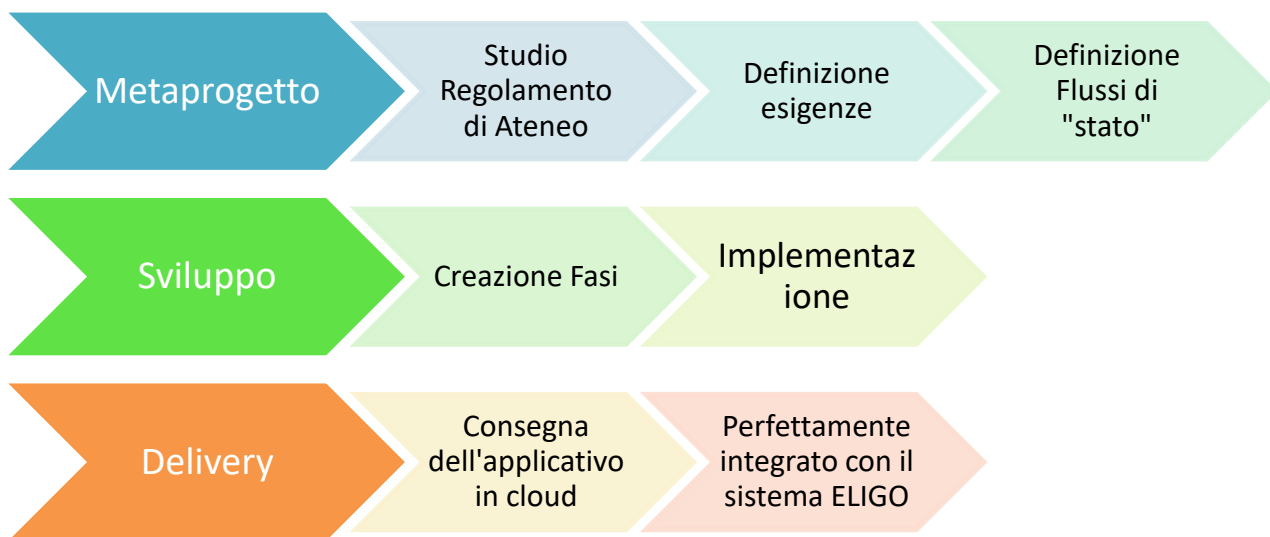 Metaprogetto
Studio
Regolamento
di Ateneo
Definizione
esigenze
Definizione
Flussi di
"stato"
Sviluppo
Creazione Fasi
Implementaz
ione
Delivery
Consegna
dell'applicativo
in cloud
Perfettamente
integrato con il
sistema ELIGO